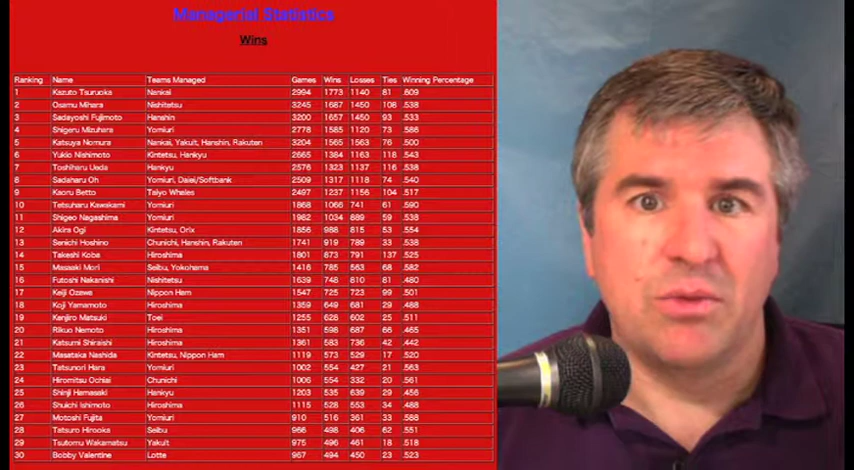 Managerial Statistics
Wins
Ranking Name Teams Managed Games Wins Losses Ties Winning Percentage
1 Kazuto Tsuruoka Nankai 2994 1773 1140 81 .609
2 Osamu Mihara Nishitetsu 3245 1687 1450 108 .538
3 Sadayoshi Fujimoto Hanshin 3200 1657 1450 93 .533
4 Shigeru Mizuhara Yomiuri 2778 1585 1120 73 .586
5 Katsuya Nomura Nankai, Yakult, Hanshin, Rakuten 3204 1565 1563 76 .500
6 Yukio Nishimoto Kintetsu, Hankyu 2665 1384 1163 118 .543
7 Toshiharu Ueda Hankyu 2576 1323 1137 116 .538
8 Sadaharu Oh Yomiuri, Daiei/Softbank 2509 1317 1118 74 .540
9 Kaoru Betto Taiyo Whales 2497 1237 1156 104 .517
10 Tetsuharu Kawakami Yomiuri 1868 1066 741 61 .590
11 Shigeo Nagashima Yomiuri 1982 1034 889 59 .538
12 Akira Ogi Kintetsu, Orix 1856 988 815 53 .554
13 Senichi Hoshino Chunichi, Hanshin, Rakuten 1741 919 789 33 .538
14 Takeshi Koba Hiroshima 1801 873 791 137 .525
15 Masaaki Mori Seibu, Yokohama 1416 785 563 68 .582
16 Futoshi Nakanishi Nishitetsu 1639 748 810 81 .480
17 Keiji Ozawa Nippon Ham 1547 725 723 99 .501
18 Koji Yamamoto Hiroshima 1359 649 681 29 .488
19 Kenjiro Matsuki Toei 1255 628 602 25 .511
20 Rikuo Nemoto Hiroshima 1351 598 687 66 .465
21 Katsumi Shiraishi Hiroshima 1361 583 736 42 .442
22 Masataka Nashida Kintetsu, Nippon Ham 1119 573 529 17 .520
23 Tatsunori Hara Yomiuri 1002 554 427 21 .563
24 Hiromitsu Ochiai Chunichi 1006 554 332 20 .561
25 Shinji Hamasaki Hankyu 1203 535 639 29 .456
26 Shuichi Ishimoto Hiroshima 1115 528 553 34 .488
27 Motoshi Fujita Yomiuri 910 516 361 33 .588
28 Tatsuro Hirooka Seibu 966 498 406 62 .551
29 Tsutomu Wakamatsu Yakult 975 496 461 18 .518
30 Bobby Valentine Lotte 967 494 450 23 .523